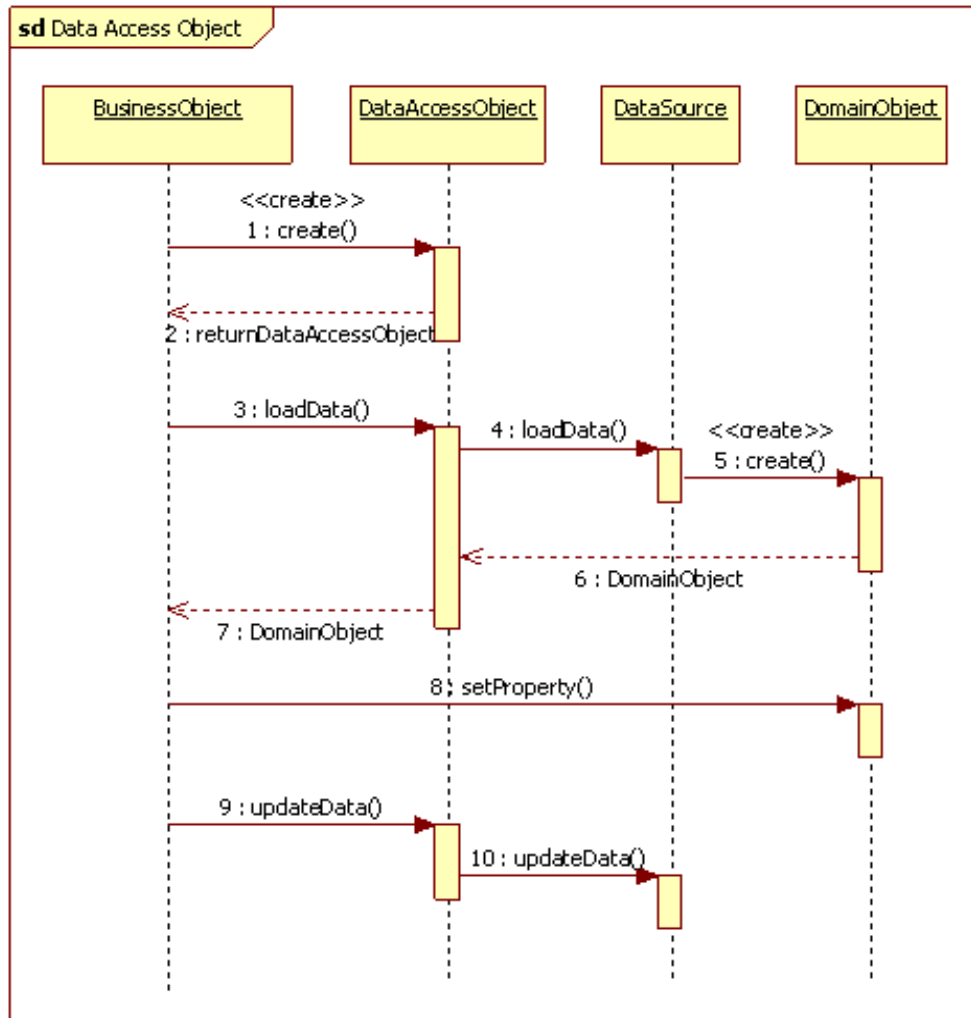 sd Data Access Object
BusinessObject
DataAccessObject
DataSource
DomainObject
<<create>>
1 : create()
2 : returnDataAccessObject
3 : loadData()
4 : loadData()
<<create>>
5 : create()
6 : DomainObject
7 : DomainObject
8 : setProperty()
9 : updateData()
10 : updateData()